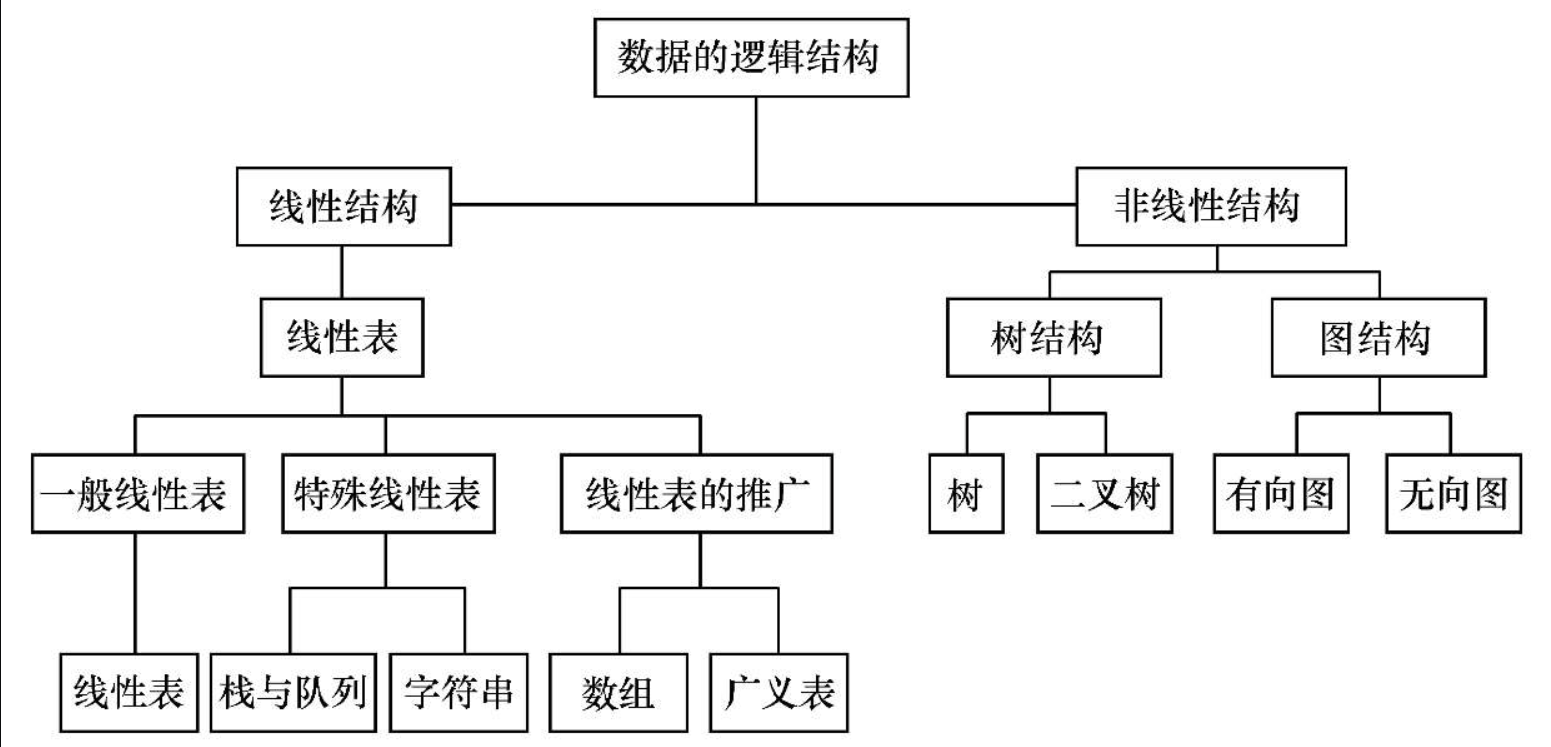 数据的逻辑结构
线性结构
非线性结构
线性表
树结构
图结构
一般线性表
特殊线性表
线性表的推广
树
二叉树
有向图
无向图
线性表
栈与队列
字符串
数组
广义表